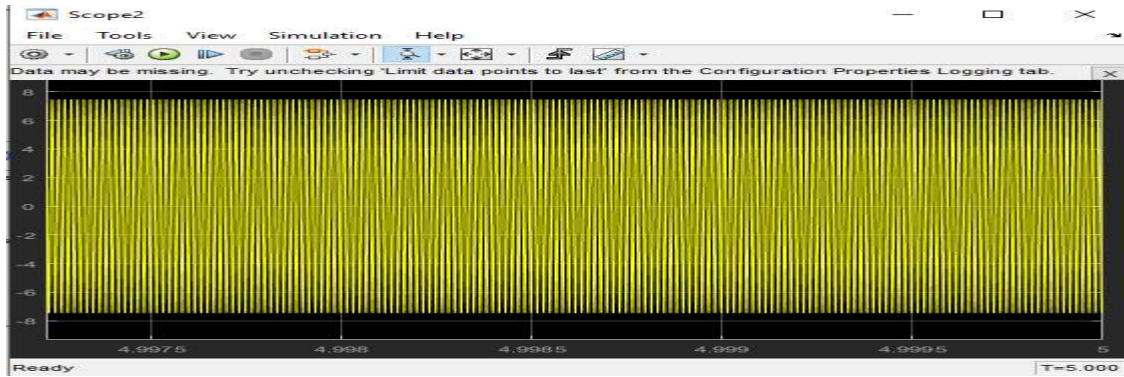 Scope2
File Tools View Simulation Help
Data may be missing. Try unchecking 'Limit data points to last' from the Configuration Properties Logging tab.
8
6
4
2
0
-2
-4
-6
-8
4.9975 4.998 4.9985 4.999 4.9995 5
Ready T=5.000